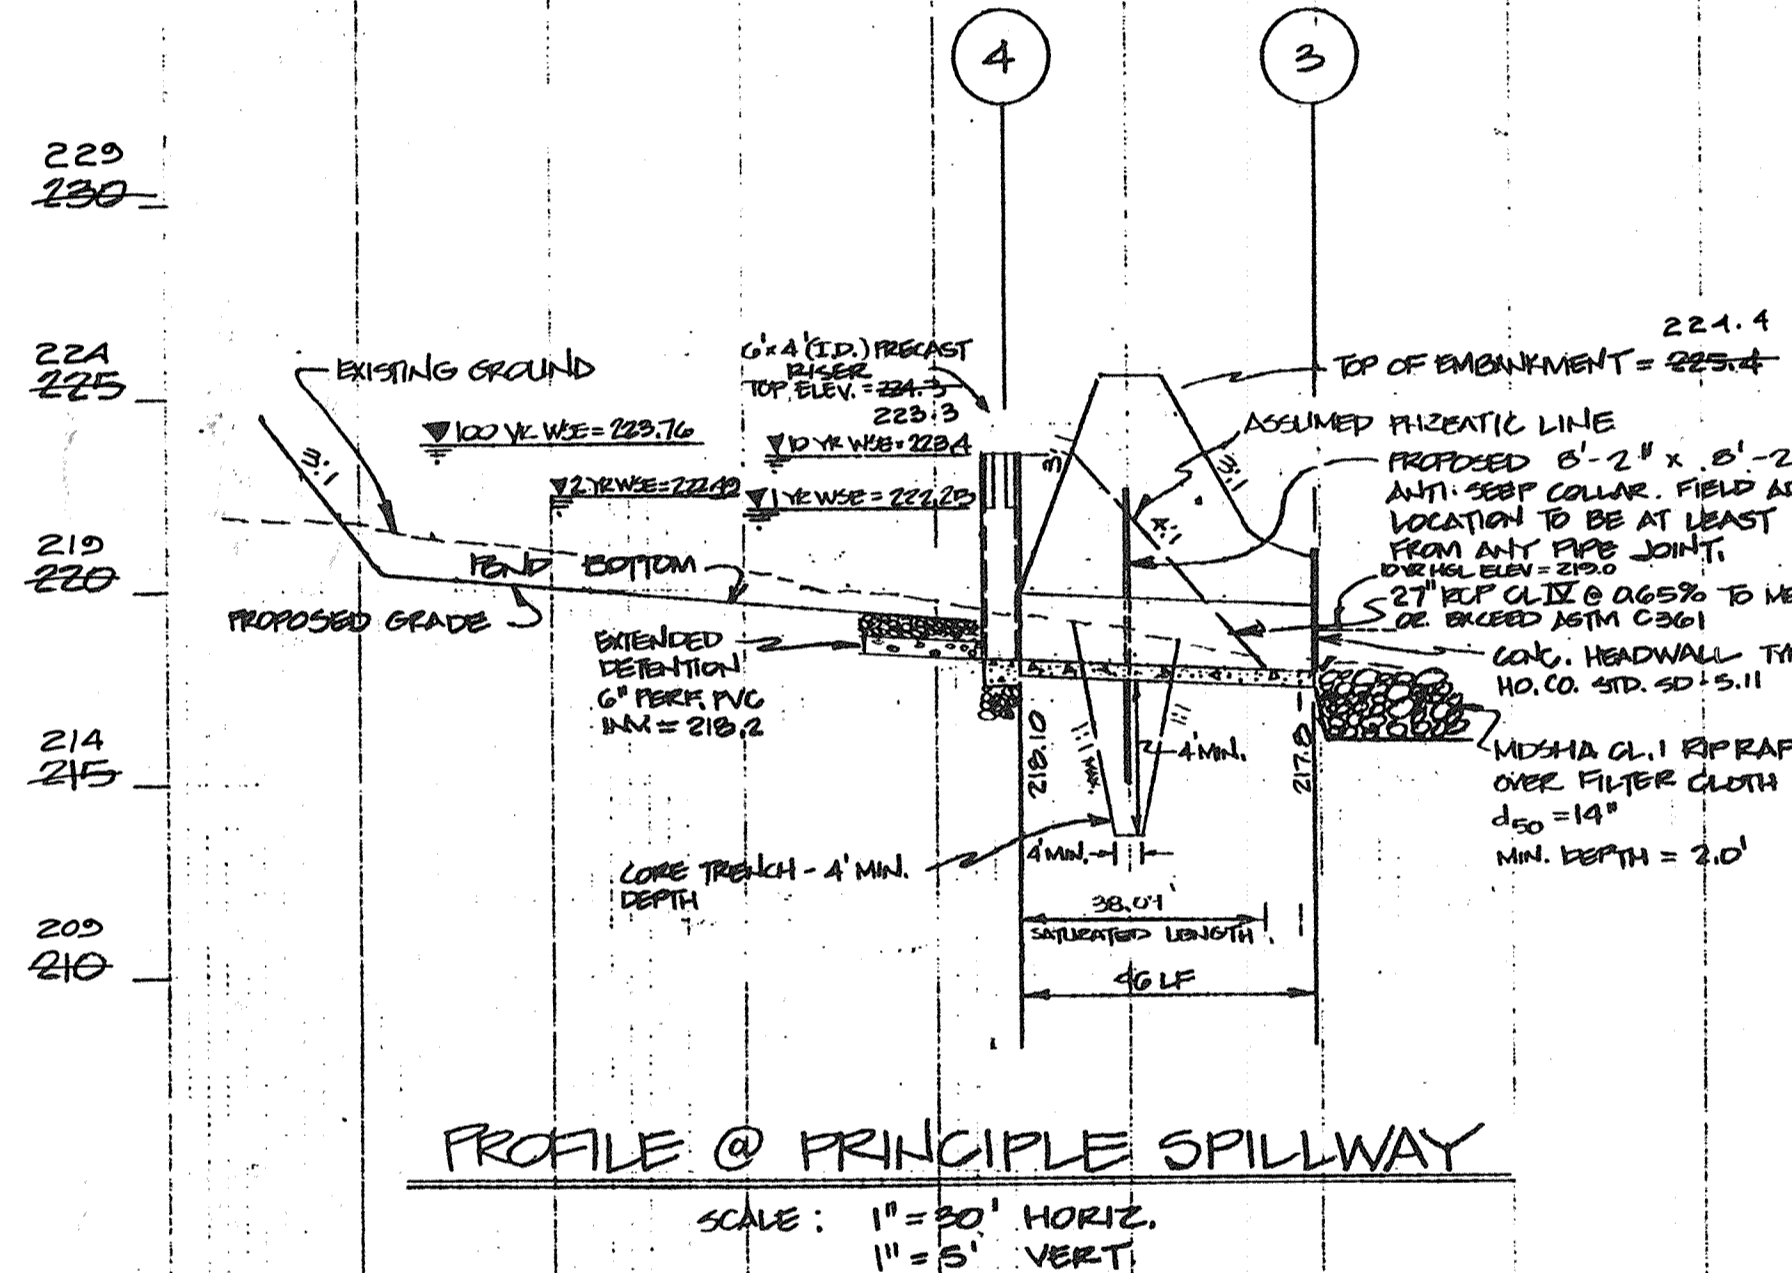 4
3
229
230
224
225
219
220
214
215
209
210
EXISTING GROUND
3:1
100 YR WSE = 223.76
2 YR WSE = 222.49
6'x4' (I.D.) PRECAST
RISER
TOP ELEV. = 224.3
223.3
10 YR WSE = 223.4
1 YR WSE = 222.25
224.4
TOP OF EMBANKMENT = 225.4
ASSUMED PHREATIC LINE
PROPOSED 8'-2" x 8'-2
ANTI-SEEP COLLAR. FIELD
LOCATION TO BE AT LEAST
FROM ANY PIPE JOINT.
10 YR HGL ELEV = 219.0
27" RCP CL IV @ 0.65% TO ME
OR EXCEED ASTM C361
CONC. HEADWALL TY
HO. CO. STD. SD-5.11
MDSHA CL. 1 RIPRAP
OVER FILTER CLOTH
d50 = 14"
MIN. DEPTH = 2.0'
3:1
4:1
POND BOTTOM
PROPOSED GRADE
EXTENDED
DETENTION
6" PERF. PVC
INV = 218.2
218.10
217.8
1:1 MAX.
1:1
4' MIN.
4' MIN.
CORE TRENCH - 4' MIN.
DEPTH
SATURATED LENGTH
46 LF
PROFILE @ PRINCIPLE SPILLWAY
SCALE: 1" = 30' HORIZ.
1" = 5' VERT.